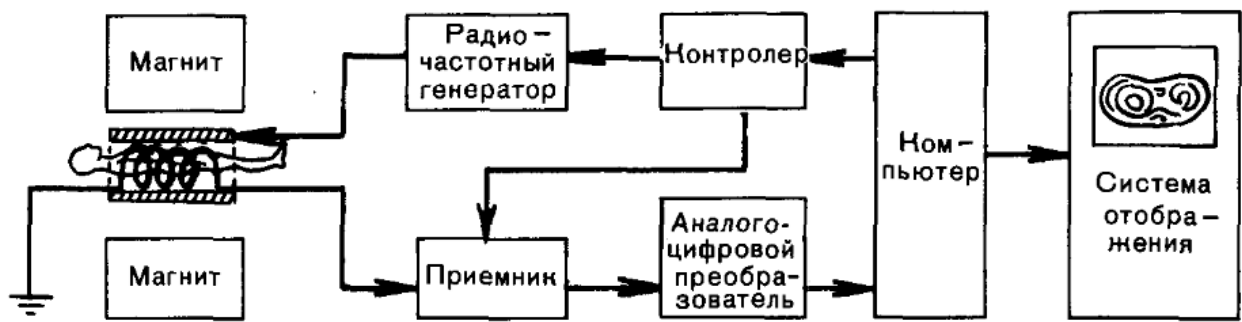 Магнит
Радио-
частотный
генератор
Контролер
Ком-
пьютер
Система
отобра-
жения
Магнит
Приемник
Аналого-
цифровой
преобра-
зователь